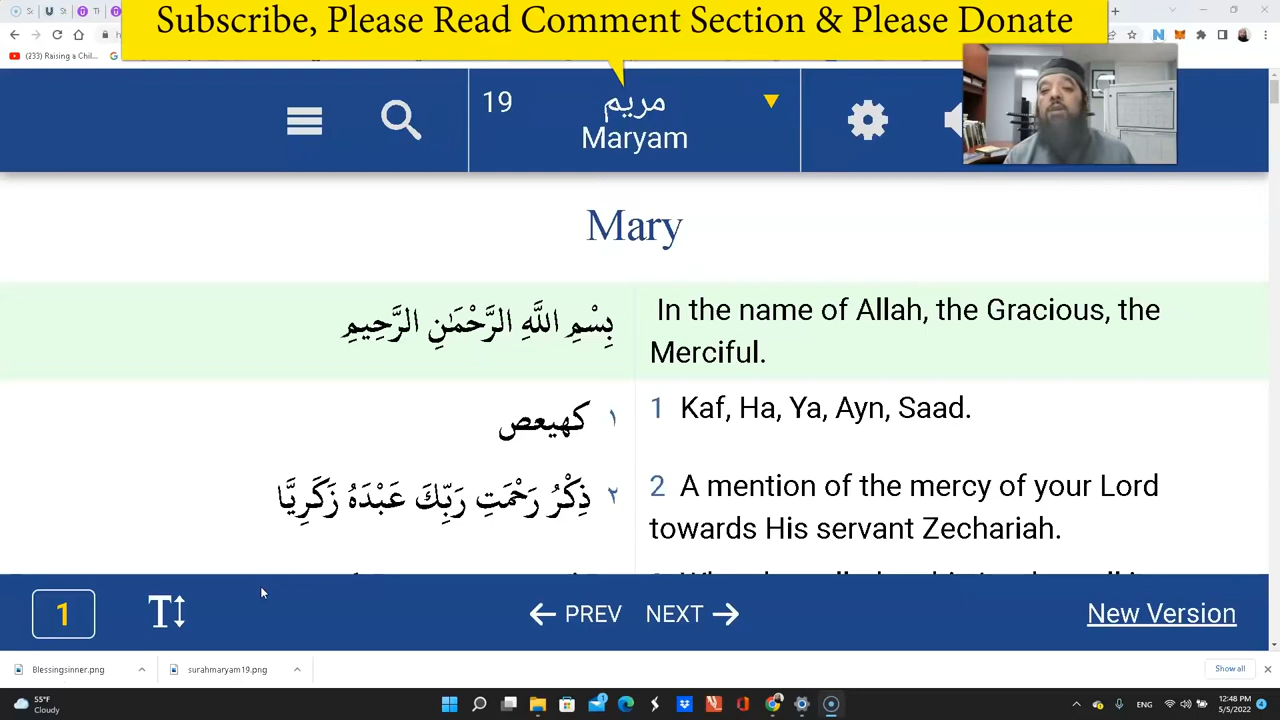 Subscribe, Please Read Comment Section & Please Donate
(233) Raising a Chil...
19
مريم
Maryam
Mary
بِسْمِ اللَّهِ الرَّحْمَٰنِ الرَّحِيمِ
In the name of Allah, the Gracious, the
Merciful.
١ كهيعص
1 Kaf, Ha, Ya, Ayn, Saad.
٢ ذِكْرُ رَحْمَتِ رَبِّكَ عَبْدَهُ زَكَرِيَّا
2 A mention of the mercy of your Lord
towards His servant Zechariah.
1
T
PREV NEXT
New Version
Blessingsinner.png
surahmaryam19.png
Show all
55°F
Cloudy
ENG
12:48 PM
5/5/2022